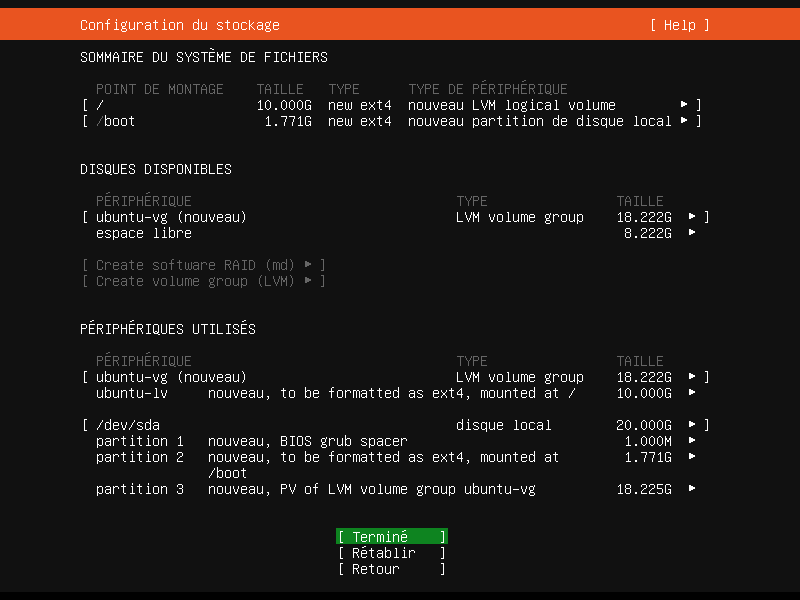 Configuration du stockage [ Help ]
SOMMAIRE DU SYSTÈME DE FICHIERS
POINT DE MONTAGE TAILLE TYPE TYPE DE PÉRIPHÉRIQUE
[ / 10.000G new ext4 nouveau LVM logical volume ▸ ]
[ /boot 1.771G new ext4 nouveau partition de disque local ▸ ]
DISQUES DISPONIBLES
PÉRIPHÉRIQUE TYPE TAILLE
[ ubuntu-vg (nouveau) LVM volume group 18.222G ▸ ]
espace libre 8.222G ▸
[ Create software RAID (md) ▸ ]
[ Create volume group (LVM) ▸ ]
PÉRIPHÉRIQUES UTILISÉS
PÉRIPHÉRIQUE TYPE TAILLE
[ ubuntu-vg (nouveau) LVM volume group 18.222G ▸ ]
ubuntu-lv nouveau, to be formatted as ext4, mounted at / 10.000G ▸
[ /dev/sda disque local 20.000G ▸ ]
partition 1 nouveau, BIOS grub spacer 1.000M ▸
partition 2 nouveau, to be formatted as ext4, mounted at 1.771G ▸
/boot
partition 3 nouveau, PV of LVM volume group ubuntu-vg 18.225G ▸
[ Terminé ]
[ Rétablir ]
[ Retour ]